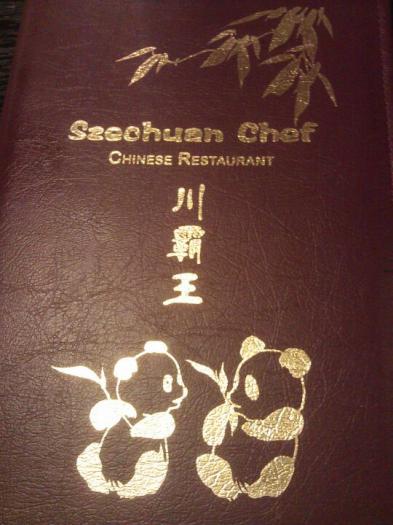 Szechuan Chef
CHINESE RESTAURANT
川
霸
王